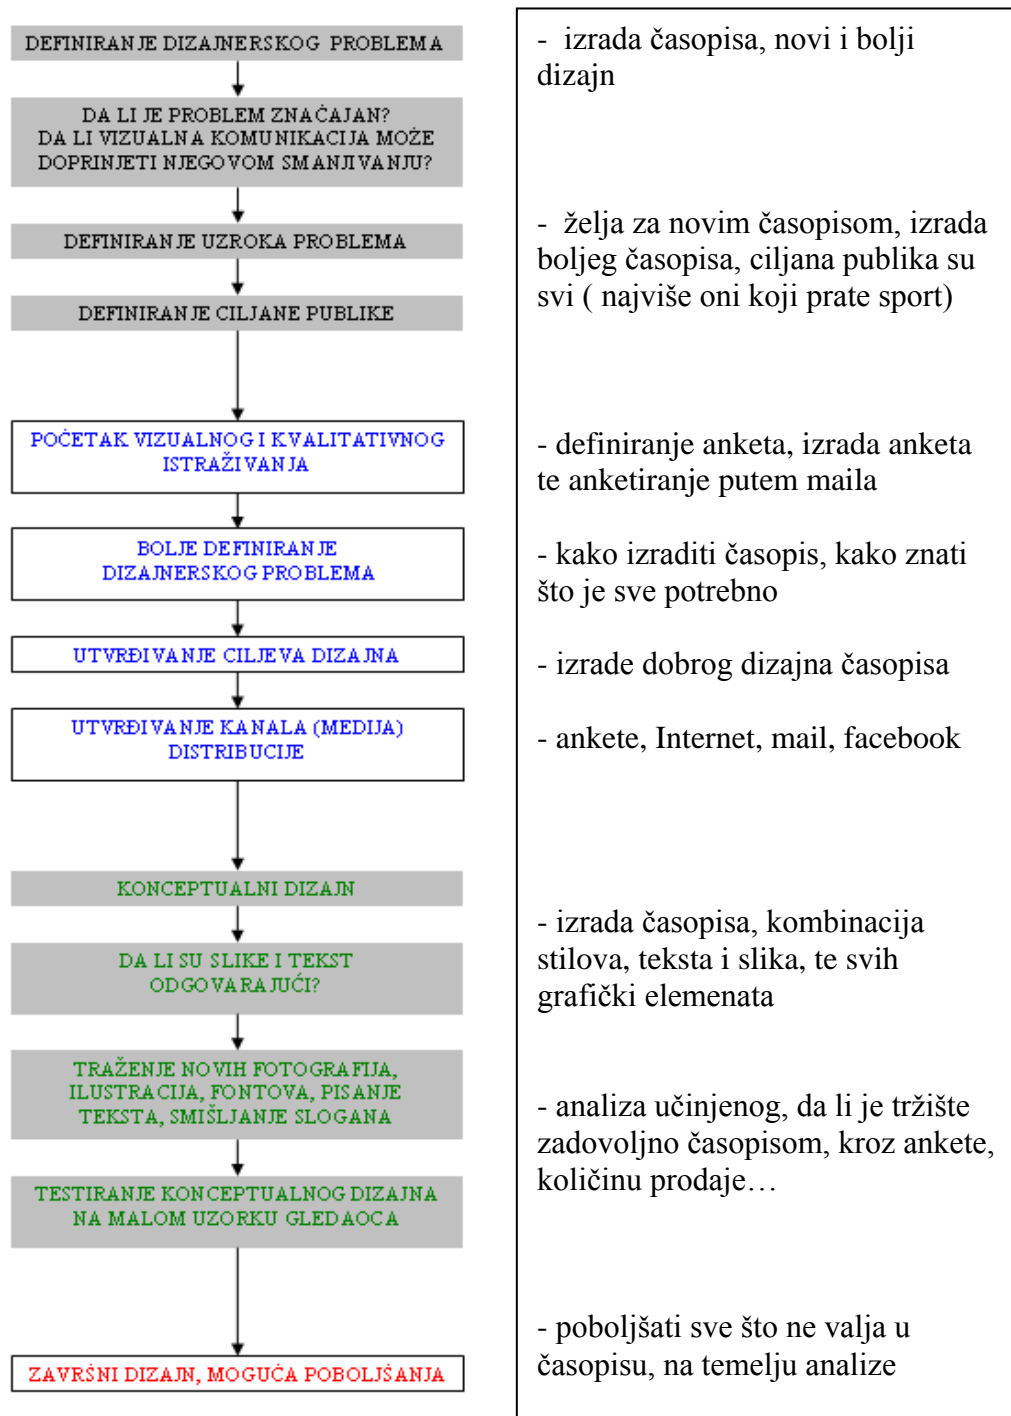 DEFINIRANJE DIZAJNERSKOG PROBLEMA
DA LI JE PROBLEM ZNAČAJAN?
DA LI VIZUALNA KOMUNIKACIJA MOŽE
DOPRINJETI NJEGOVOM SMANJIVANJU?
DEFINIRANJE UZROKA PROBLEMA
DEFINIRANJE CILJANE PUBLIKE
POČETAK VIZUALNOG I KVALITATIVNOG
ISTRAŽIVANJA
BOLJE DEFINIRANJE
DIZAJNERSKOG PROBLEMA
UTVRĐIVANJE CILJEVA DIZAJNA
UTVRĐIVANJE KANALA (MEDIJA)
DISTRIBUCIJE
KONCEPTUALNI DIZAJN
DA LI SU SLIKE I TEKST
ODGOVARAJUĆI?
TRAŽENJE NOVIH FOTOGRAFIJA,
ILUSTRACIJA, FONTOVA, PISANJE
TEKSTA, SMIŠLJANJE SLOGANA
TESTIRANJE KONCEPTUALNOG DIZAJNA
NA MALOM UZORKU GLEDAOCA
ZAVRŠNI DIZAJN, MOGUĆA POBOLJŠANJA
- izrada časopisa, novi i bolji
dizajn
- želja za novim časopisom, izrada
boljeg časopisa, ciljana publika su
svi ( najviše oni koji prate sport)
- definiranje anketa, izrada anketa
te anketiranje putem maila
- kako izraditi časopis, kako znati
što je sve potrebno
- izrade dobrog dizajna časopisa
- ankete, Internet, mail, facebook
- izrada časopisa, kombinacija
stilova, teksta i slika, te svih
grafički elemenata
- analiza učinjenog, da li je tržište
zadovoljno časopisom, kroz ankete,
količinu prodaje…
- poboljšati sve što ne valja u
časopisu, na temelju analize